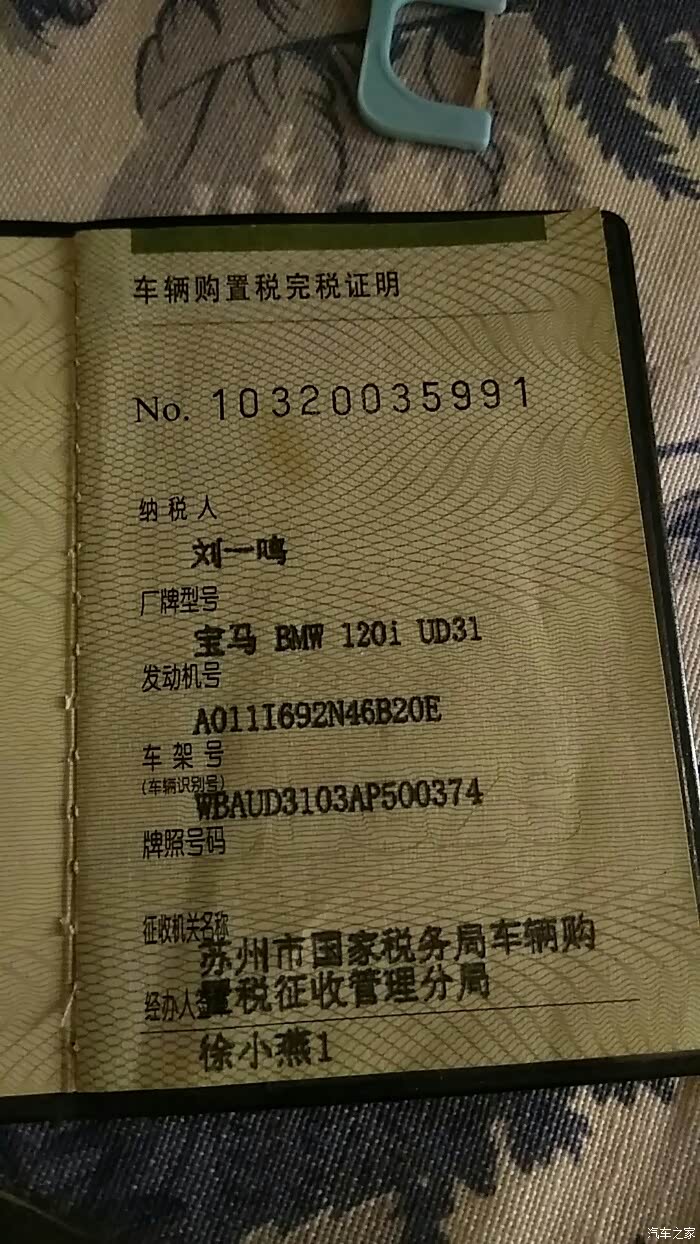 车辆购置税完税证明
No. 10320035991
纳税人
刘一鸣
厂牌型号
宝马 BMW 120i UD31
发动机号
A011I692N46B20E
车架号
(车辆识别号)
WBAUD3103AP500374
牌照号码
征收机关名称
苏州市国家税务局车辆购
置税征收管理分局
经办人
徐小燕1
汽车之家